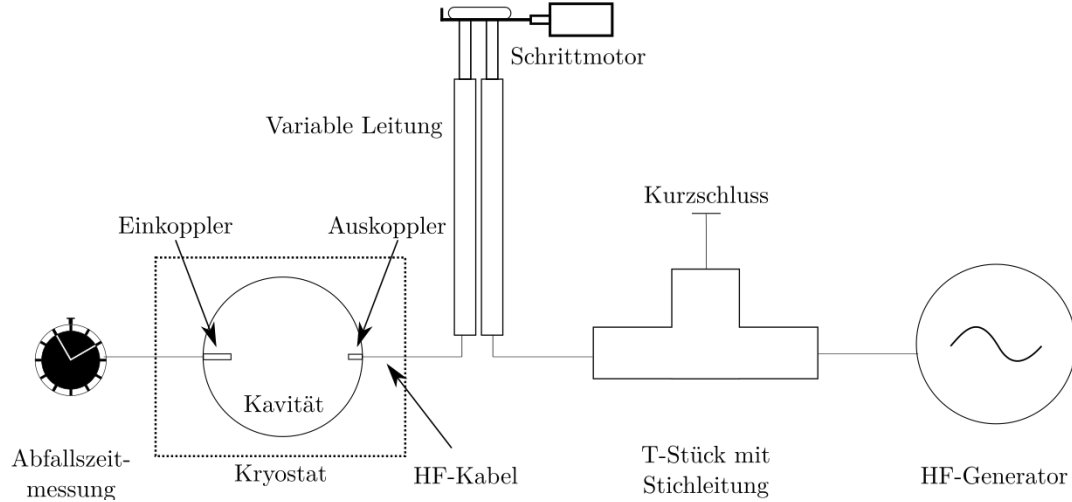 Schrittmotor
Variable Leitung
Kurzschluss
Einkoppler
Auskoppler
Kavität
Abfallszeit-
messung
Kryostat
HF-Kabel
T-Stück mit
Stichleitung
HF-Generator